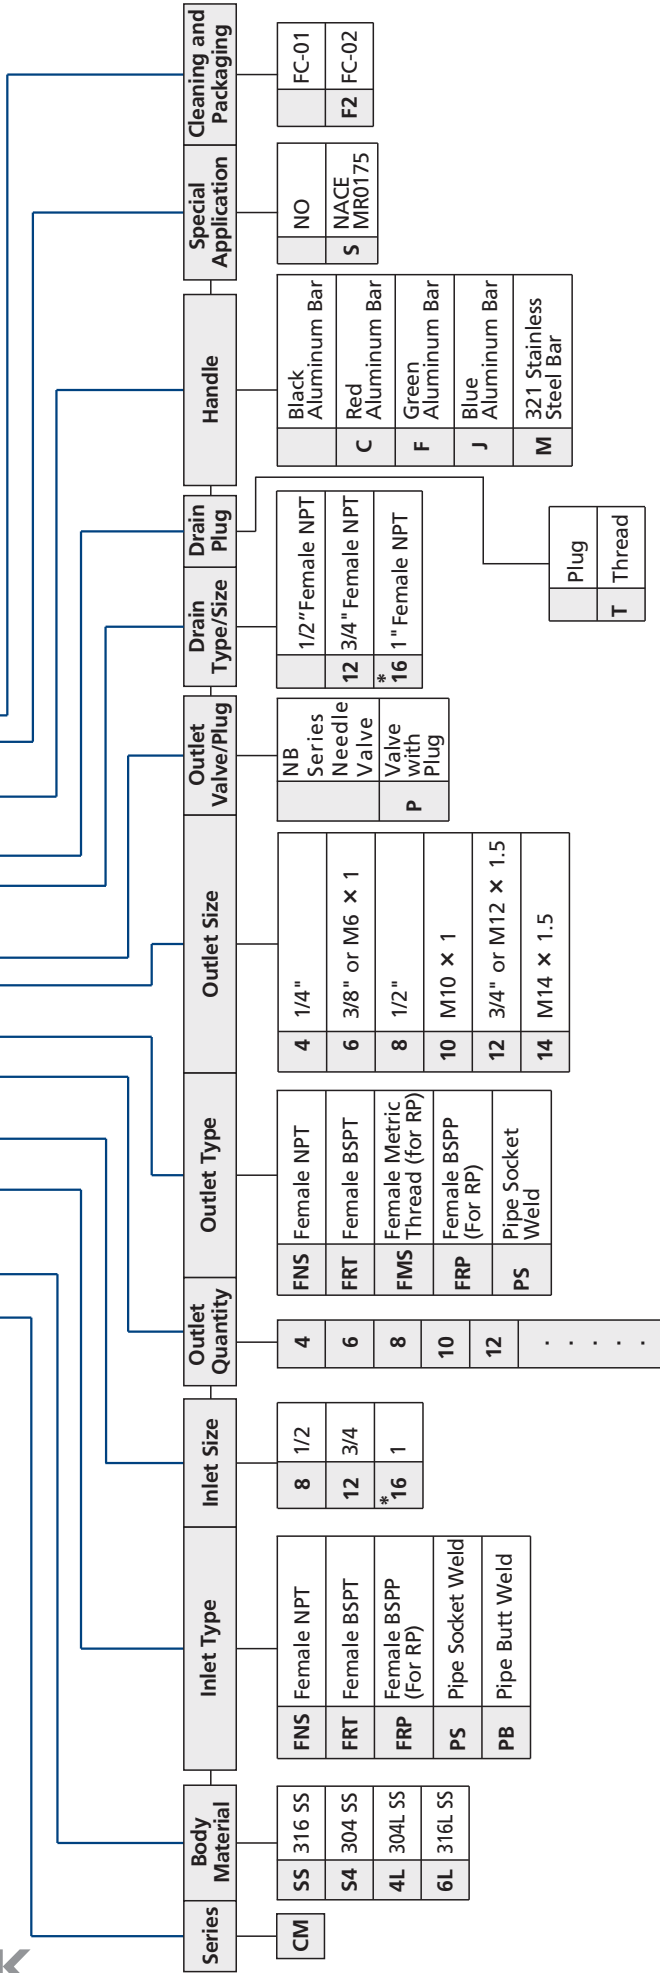 Series
CM
Body
Material
SS 316 SS
S4 304 SS
4L 304L SS
6L 316L SS
Inlet Type
FNS Female NPT
FRT Female BSPT
FRP Female BSPP
(For RP)
PS Pipe Socket Weld
PB Pipe Butt Weld
Inlet Size
8 1/2
12 3/4
*16 1
Outlet
Quantity
4
6
8
10
12
. . . . .
Outlet Type
FNS Female NPT
FRT Female BSPT
FMS Female Metric
Thread (for RP)
FRP Female BSPP
(For RP)
PS Pipe Socket
Weld
Outlet Size
4 1/4"
6 3/8" or M6 × 1
8 1/2"
10 M10 × 1
12 3/4" or M12 × 1.5
14 M14 × 1.5
Outlet
Valve/Plug
NB
Series
Needle
Valve
P Valve
with
Plug
Drain
Type/Size
1/2″Female NPT
12 3/4" Female NPT
*16 1" Female NPT
Drain
Plug
Plug
T Thread
Handle
Black
Aluminum Bar
C Red
Aluminum Bar
F Green
Aluminum Bar
J Blue
Aluminum Bar
M 321 Stainless
Steel Bar
Special
Application
NO
S NACE
MR0175
Cleaning and
Packaging
FC-01
F2 FC-02